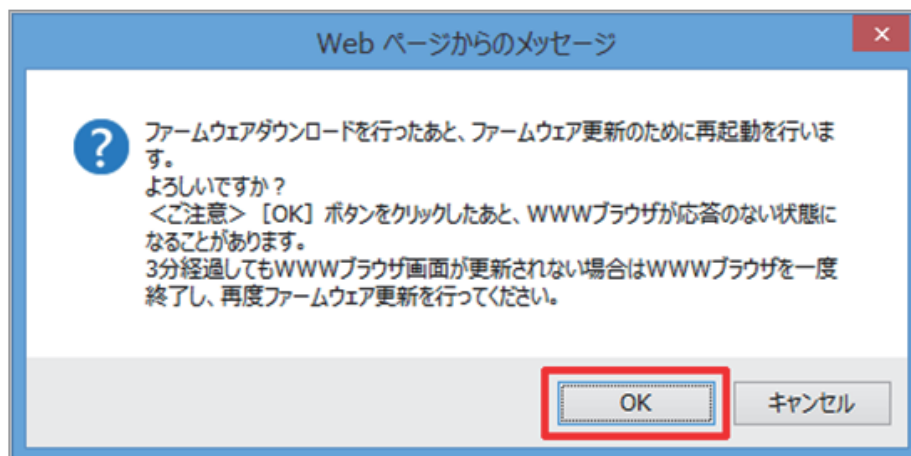 Web ページからのメッセージ
ファームウェアダウンロードを行ったあと、ファームウェア更新のために再起動を行いま
す。
よろしいですか？
＜ご注意＞ ［OK］ボタンをクリックしたあと、WWWブラウザが応答のない状態に
なることがあります。
3分経過してもWWWブラウザ画面が更新されない場合はWWWブラウザを一度
終了し、再度ファームウェア更新を行ってください。
OK
キャンセル